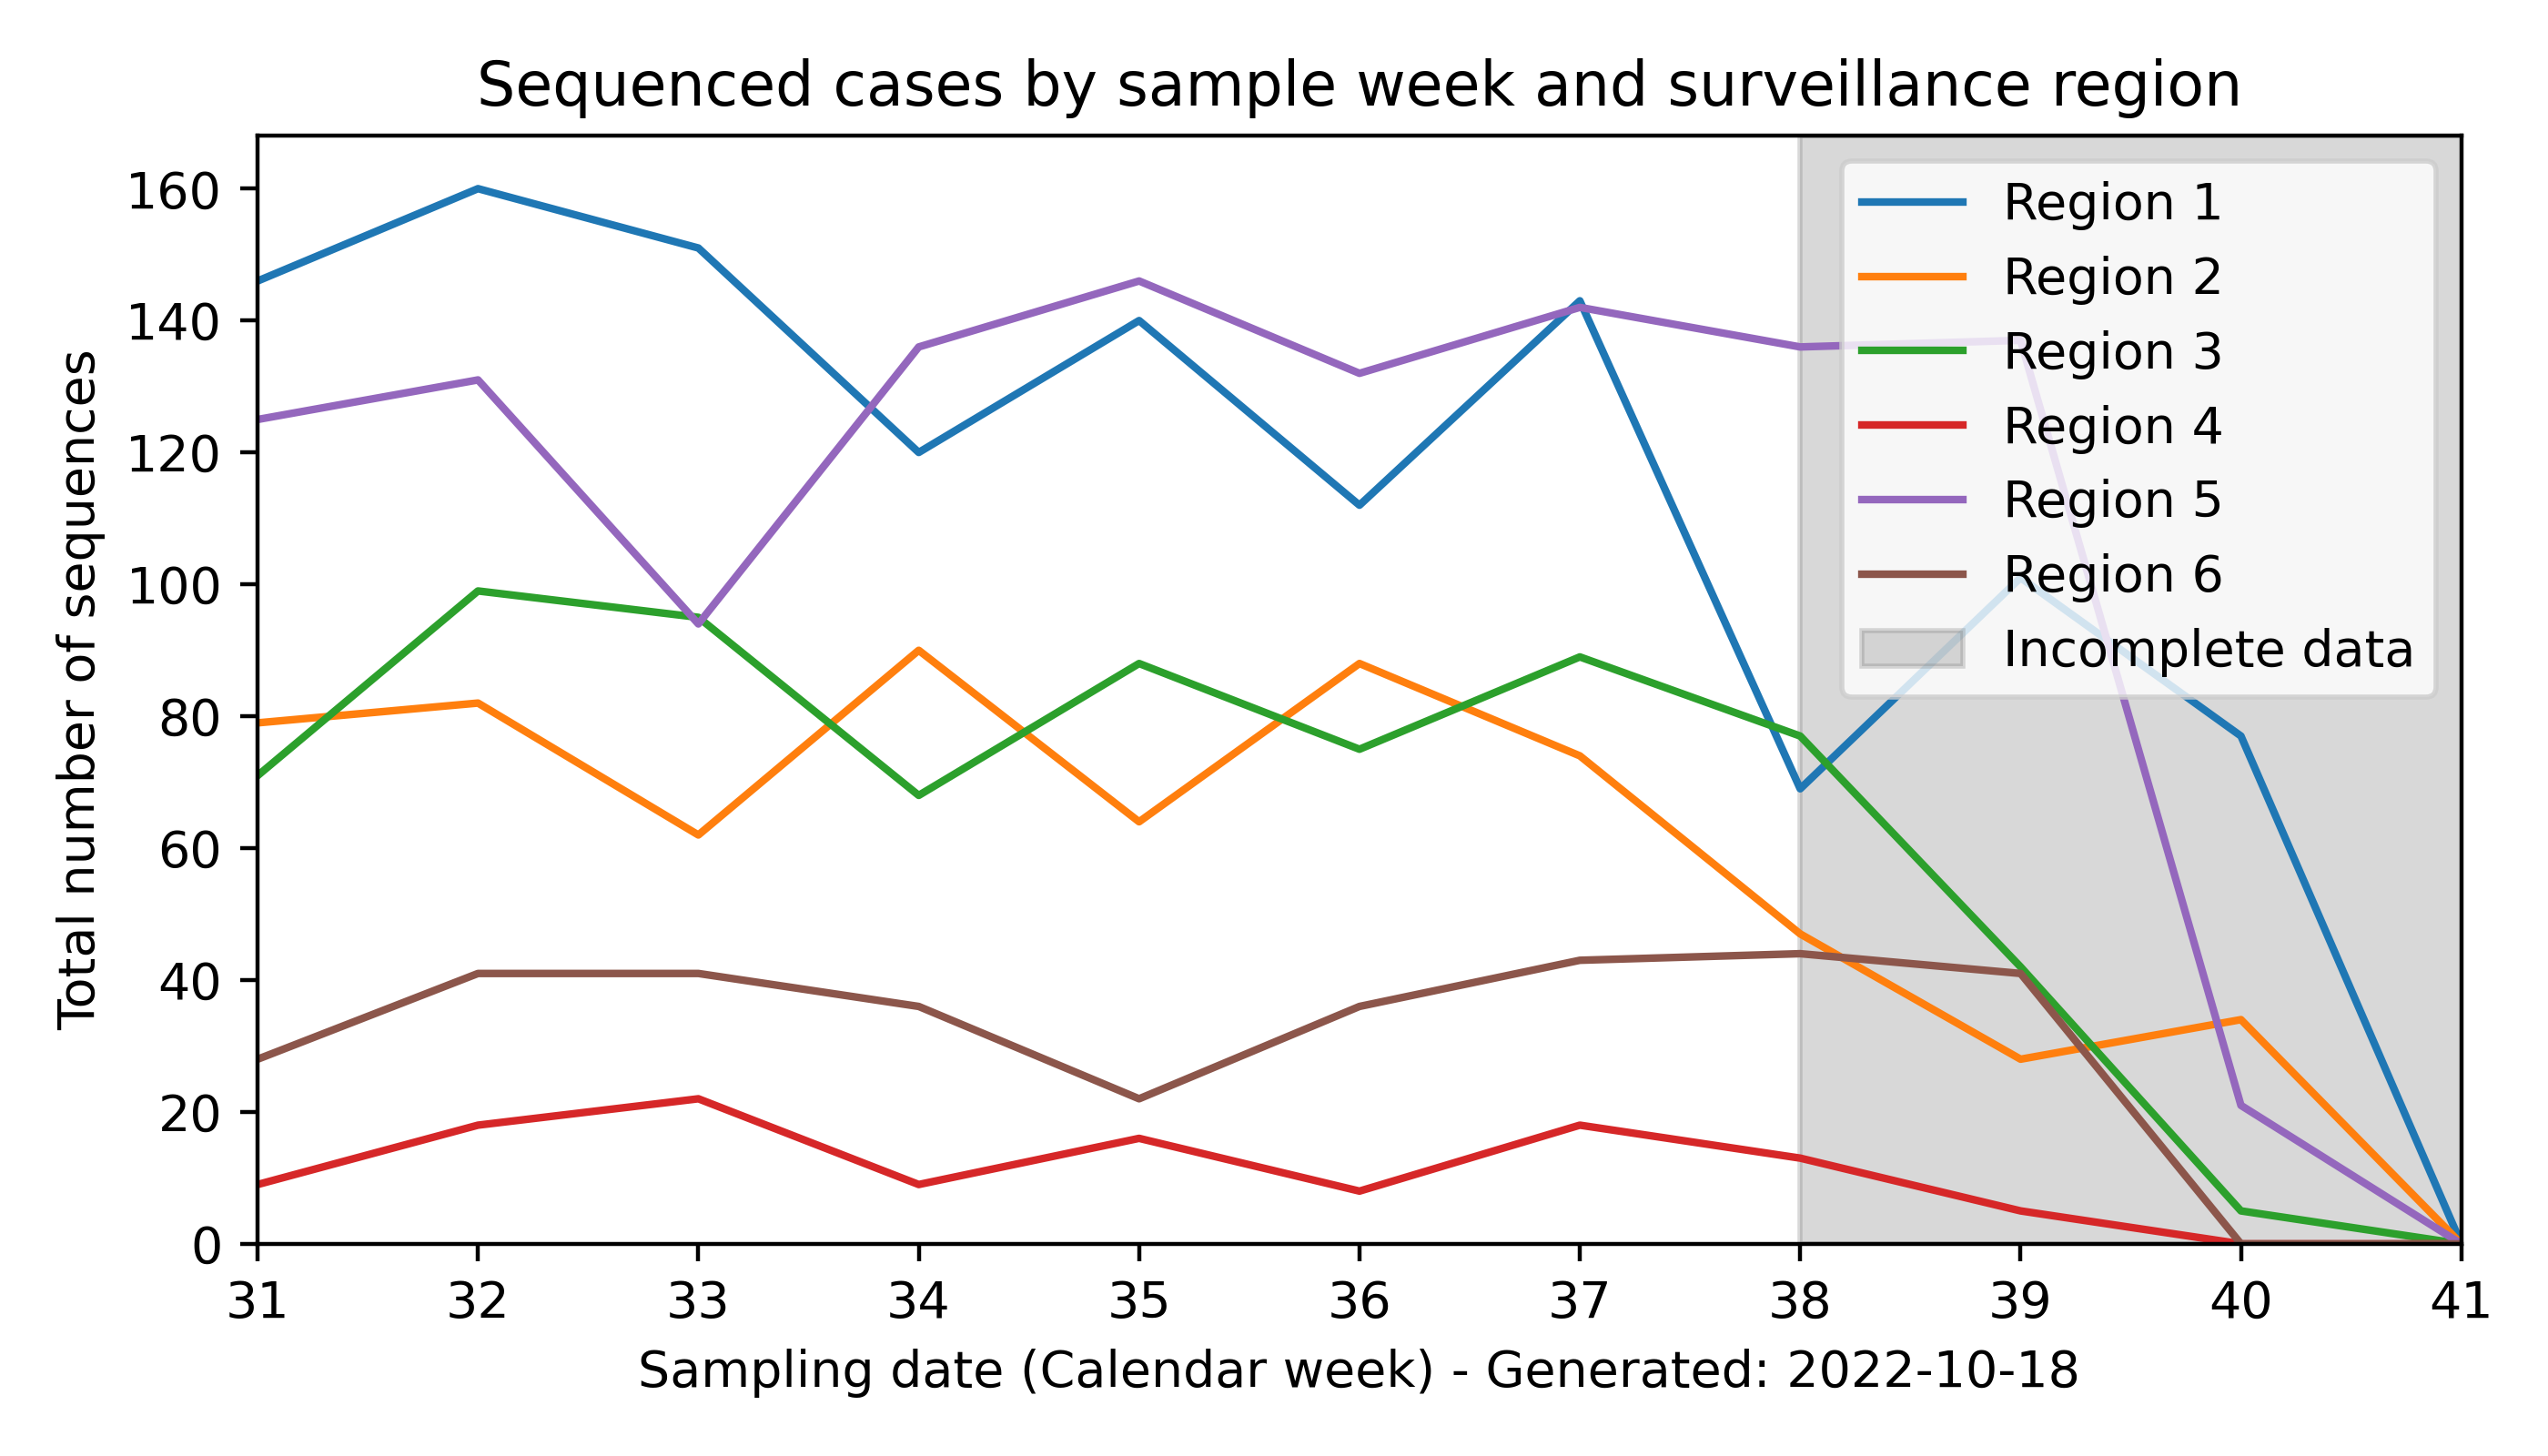 Sequenced cases by sample week and surveillance region
Total number of sequences
160
140
120
100
80
60
40
20
0
Region 1
Region 2
Region 3
Region 4
Region 5
Region 6
Incomplete data
31 32 33 34 35 36 37 38 39 40 41
Sampling date (Calendar week) - Generated: 2022-10-18